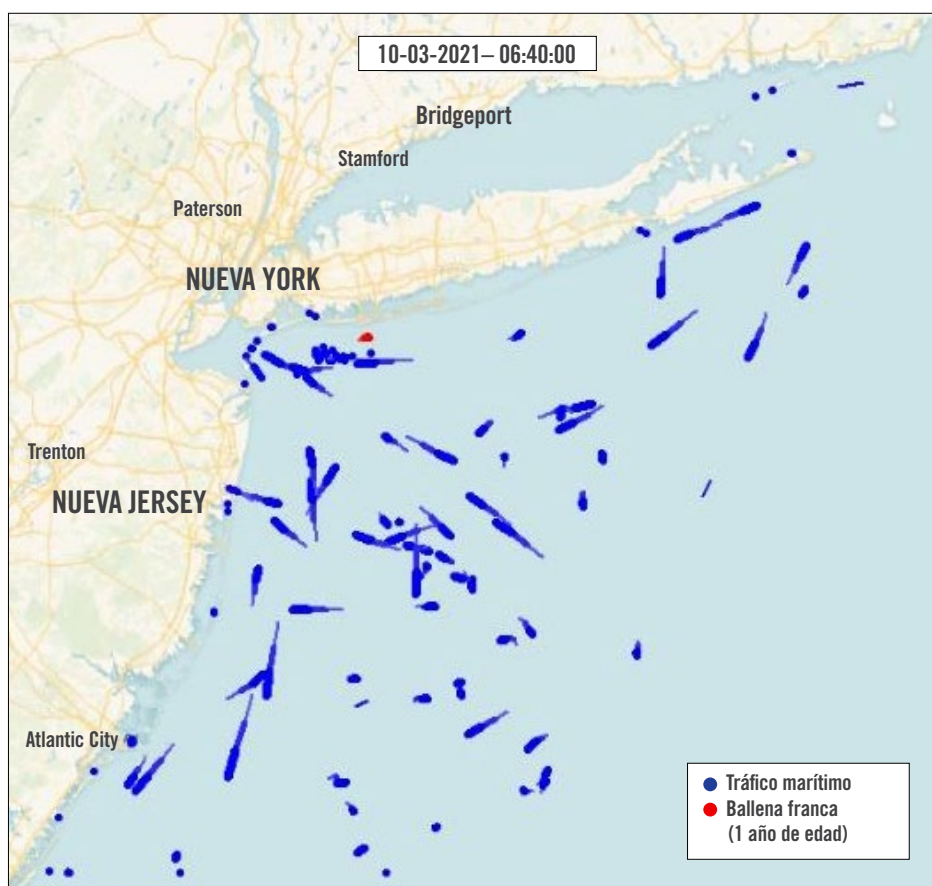 10-03-2021– 06:40:00
Bridgeport
Stamford
Paterson
NUEVA YORK
Trenton
NUEVA JERSEY
Atlantic City
Tráfico marítimo
Ballena franca
(1 año de edad)